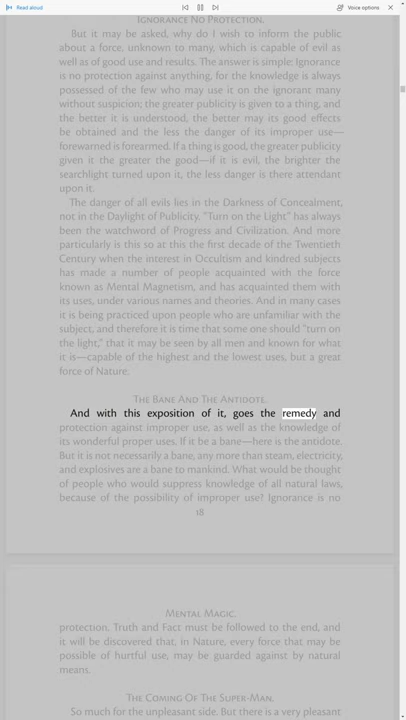 Read aloud
Voice options
Ignorance No Protection.
But it may be asked, why do I wish to inform the public
about a force, unknown to many, which is capable of evil as
well as of good use and results. The answer is simple: Ignorance
is no protection against anything, for the knowledge is always
possessed of the few who may use it on the ignorant many
without suspicion; the greater publicity is given to a thing, and
the better it is understood, the better may its good effects
be obtained and the less the danger of its improper use—
forewarned is forearmed. If a thing is good, the greater publicity
given it the greater the good—if it is evil, the brighter the
searchlight turned upon it, the less danger is there attendant
upon it.
The danger of all evils lies in the Darkness of Concealment,
not in the Daylight of Publicity. "Turn on the Light" has always
been the watchword of Progress and Civilization. And more
particularly is this so at this the first decade of the Twentieth
Century when the interest in Occultism and kindred subjects
has made a number of people acquainted with the force
known as Mental Magnetism, and has acquainted them with
its uses, under various names and theories. And in many cases
it is being practiced upon people who are unfamiliar with the
subject, and therefore it is time that some one should "turn on
the light," that it may be seen by all men and known for what
it is—capable of the highest and the lowest uses, but a great
force of Nature.
The Bane And The Antidote.
And with this exposition of it, goes the remedy and
protection against improper use, as well as the knowledge of
its wonderful proper uses. If it be a bane—here is the antidote.
But it is not necessarily a bane, any more than steam, electricity,
and explosives are a bane to mankind. What would be thought
of people who would suppress knowledge of all natural laws,
because of the possibility of improper use? Ignorance is no
18
Mental Magic.
protection. Truth and Fact must be followed to the end, and
it will be discovered that, in Nature, every force that may be
possible of hurtful use, may be guarded against by natural
means.
The Coming Of The Super-Man.
So much for the unpleasant side. But there is a very pleasant